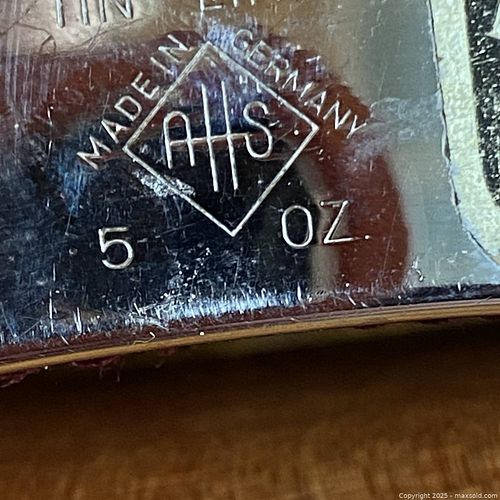 MADE IN GERMANY
AHS
5 OZ.
Copyright 2025 - maxsold.com